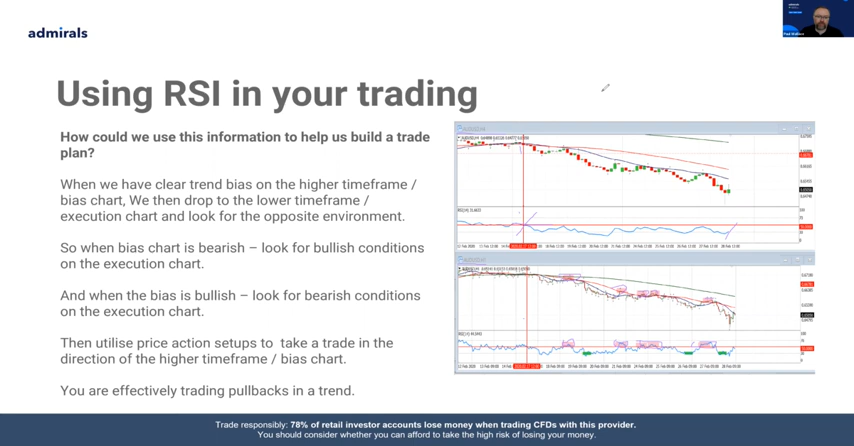 admirals
admirals
Paul Wallace
Using RSI in your trading
How could we use this information to help us build a trade
plan?
When we have clear trend bias on the higher timeframe /
bias chart, We then drop to the lower timeframe /
execution chart and look for the opposite environment.
So when bias chart is bearish – look for bullish conditions
on the execution chart.
And when the bias is bullish – look for bearish conditions
on the execution chart.
Then utilise price action setups to take a trade in the
direction of the higher timeframe / bias chart.
You are effectively trading pullbacks in a trend.
Trade responsibly: 78% of retail investor accounts lose money when trading CFDs with this provider.
You should consider whether you can afford to take the high risk of losing your money.